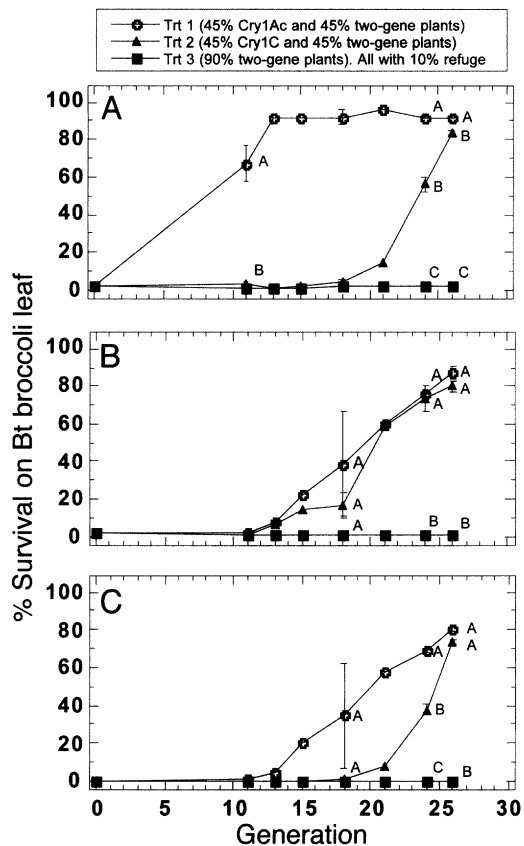 Trt 1 (45% Cry1Ac and 45% two-gene plants)
Trt 2 (45% Cry1C and 45% two-gene plants)
Trt 3 (90% two-gene plants). All with 10% refuge
% Survival on Bt broccoli leaf
A
100
80
60
40
20
0
A
A
A
B
B
B
C
C
B
100
80
60
40
20
0
A
A
A
A
A
A
A
B
B
C
100
80
60
40
20
0
A
A
A
A
A
B
C
B
0
5
10
15
20
25
30
Generation